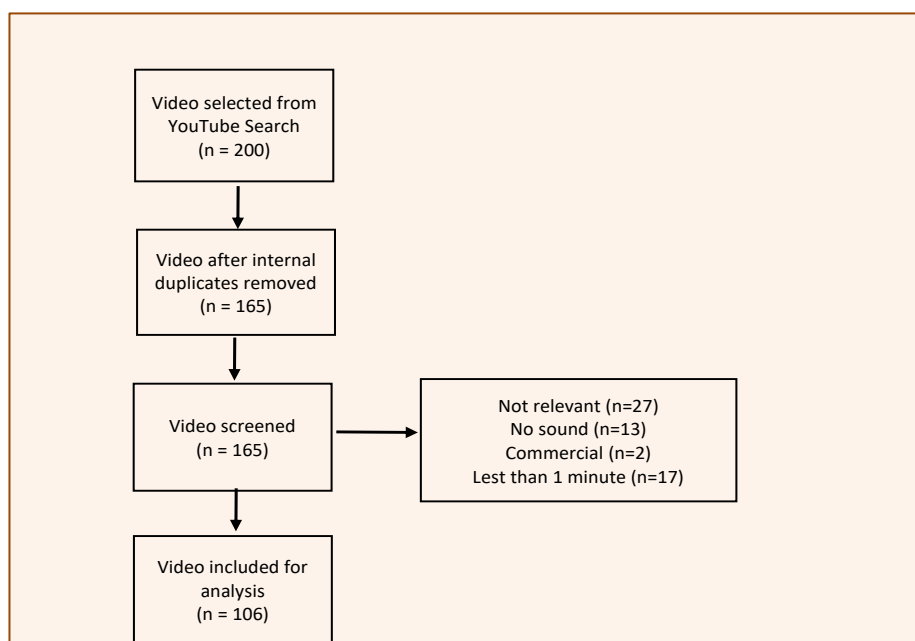 Video selected from
YouTube Search
(n = 200)
Video after internal
duplicates removed
(n = 165)
Video screened
(n = 165)
Not relevant (n=27)
No sound (n=13)
Commercial (n=2)
Lest than 1 minute (n=17)
Video included for
analysis
(n = 106)